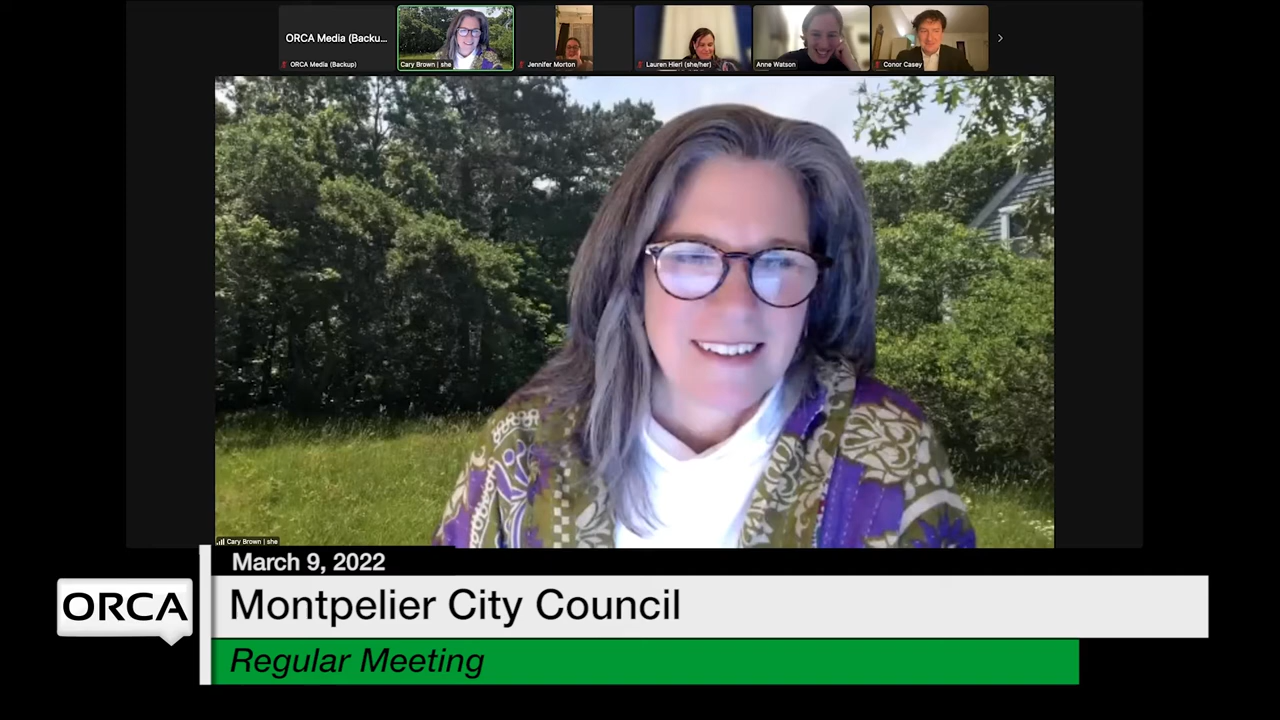 ORCA Media (Backu...
ORCA Media (Backup)
Cary Brown | she
Jennifer Morton
Lauren Hierl (she/her)
Anne Watson
Conor Casey
Cary Brown | she
March 9, 2022
ORCA
Montpelier City Council
Regular Meeting